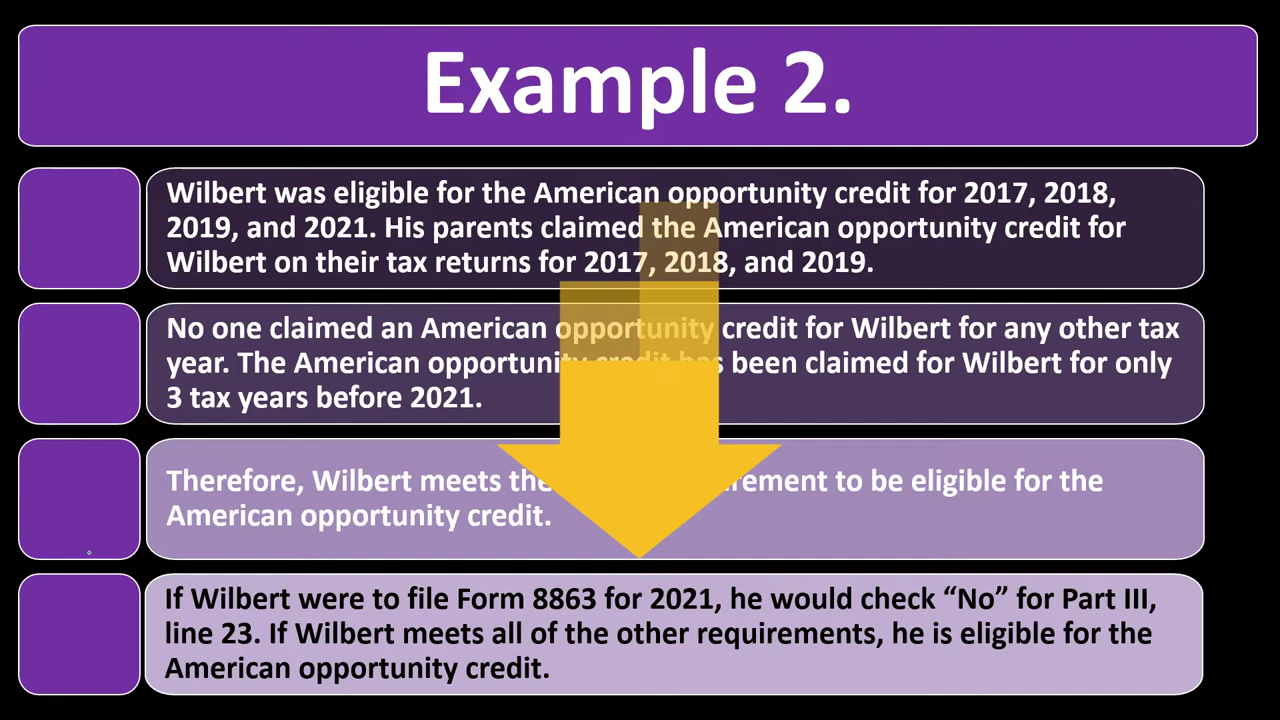 Example 2.
Wilbert was eligible for the American opportunity credit for 2017, 2018,
2019, and 2021. His parents claimed the American opportunity credit for
Wilbert on their tax returns for 2017, 2018, and 2019.
No one claimed an American opportunity credit for Wilbert for any other tax
year. The American opportunity credit has been claimed for Wilbert for only
3 tax years before 2021.
Therefore, Wilbert meets the to be eligible for the
American opportunity credit.
If Wilbert were to file Form 8863 for 2021, he would check “No” for Part III,
line 23. If Wilbert meets all of the other requirements, he is eligible for the
American opportunity credit.